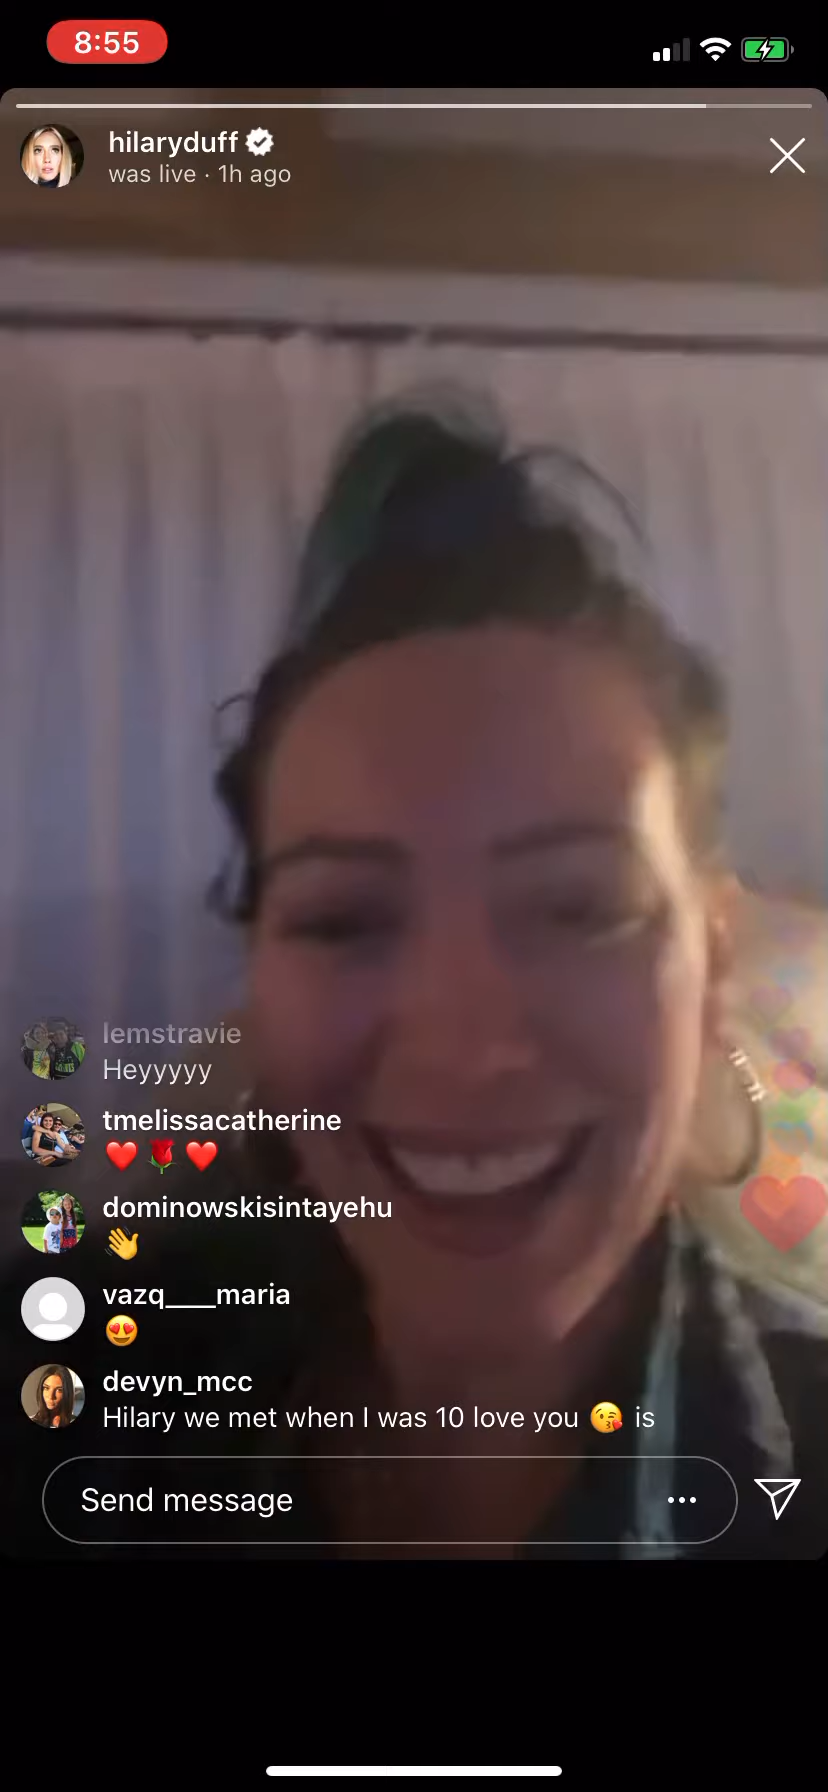 8:55
hilaryduff
was live · 1h ago
lemstravie
Heyyyyy
tmelissacatherine
❤️🌹❤️
dominowskisintayehu
👋
vazq____maria
😍
devyn_mcc
Hilary we met when I was 10 love you 😘 is
Send message